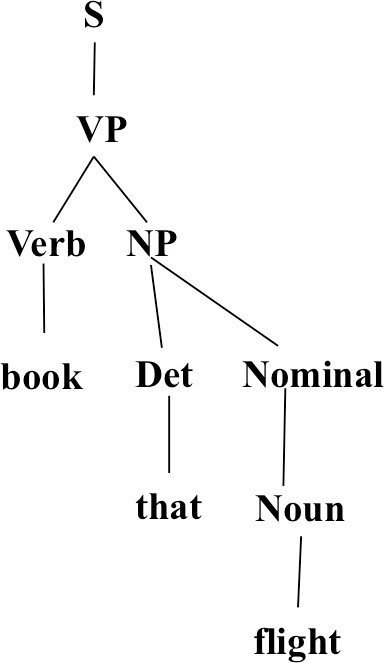 S
VP
Verb NP
book Det Nominal
that Noun
flight